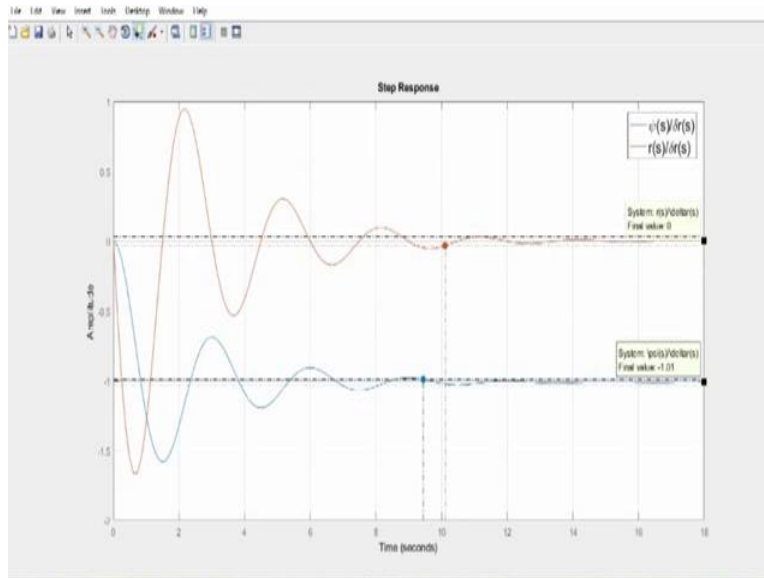 File Edit View Insert Tools Desktop Window Help
Step Response
ψ(s)/δr(s)
r(s)/δr(s)
System: r(s)/\deltar(s)
Final value: 0
System: \psi(s)/\deltar(s)
Final value: -1.01
Amplitude
1
0.5
0
-0.5
-1
-1.5
-2
0 2 4 6 8 10 12 14 16 18
Time (seconds)